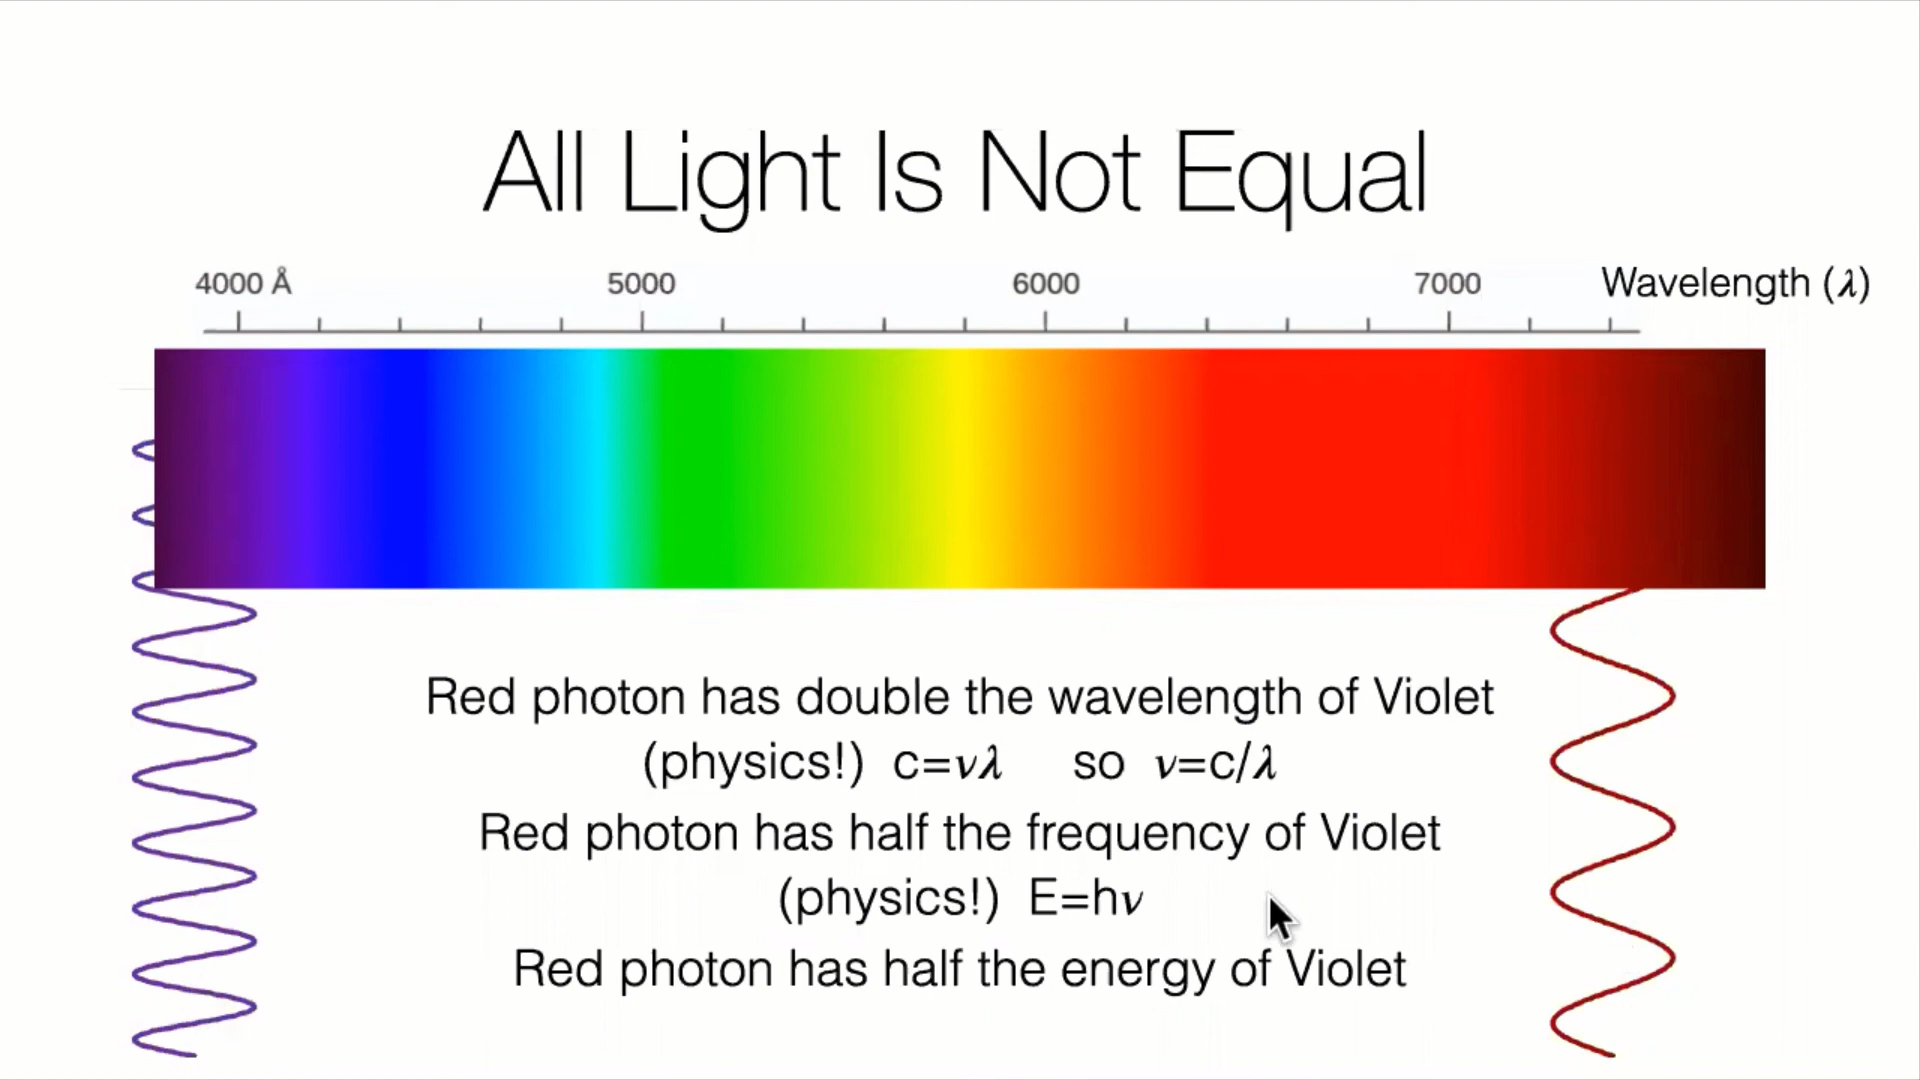 All Light Is Not Equal
4000 Å 5000 6000 7000 Wavelength (λ)
Red photon has double the wavelength of Violet
(physics!) c=νλ so ν=c/λ
Red photon has half the frequency of Violet
(physics!) E=hν
Red photon has half the energy of Violet